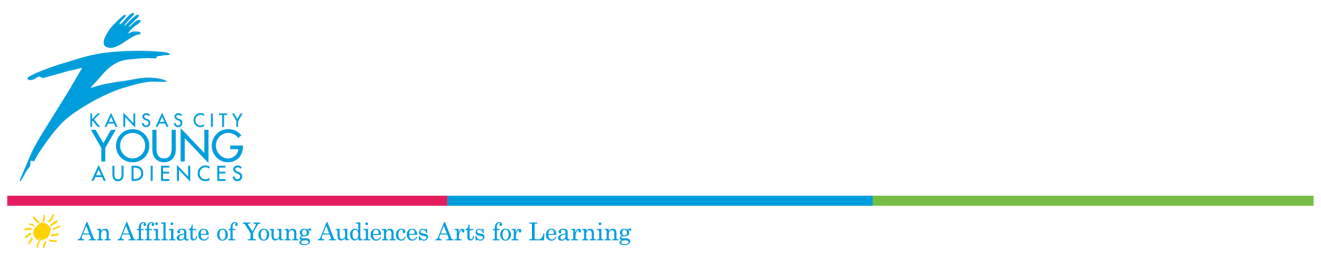 KANSAS CITY
YOUNG
AUDIENCES
An Affiliate of Young Audiences Arts for Learning